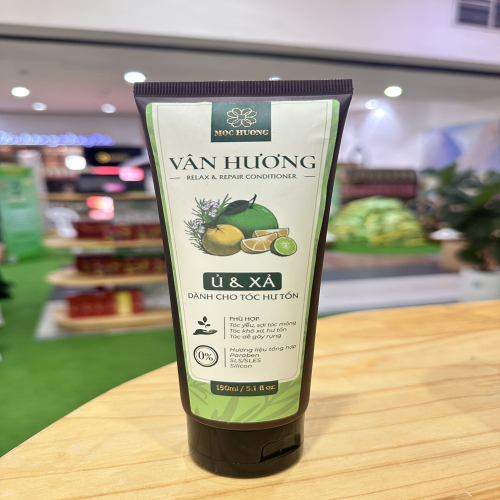 MOC HUONG
VÂN HƯƠNG
RELAX & REPAIR CONDITIONER
Ủ & XẢ
DÀNH CHO TÓC HƯ TỔN
PHÙ HỢP
Tóc yếu, sợi tóc mỏng
Tóc khô xơ, hư tổn
Tóc dễ gãy rụng
0%
Hương liệu tổng hợp
Paraben
SLS/SLES
Silicon
150ml / 5.1 fl oz